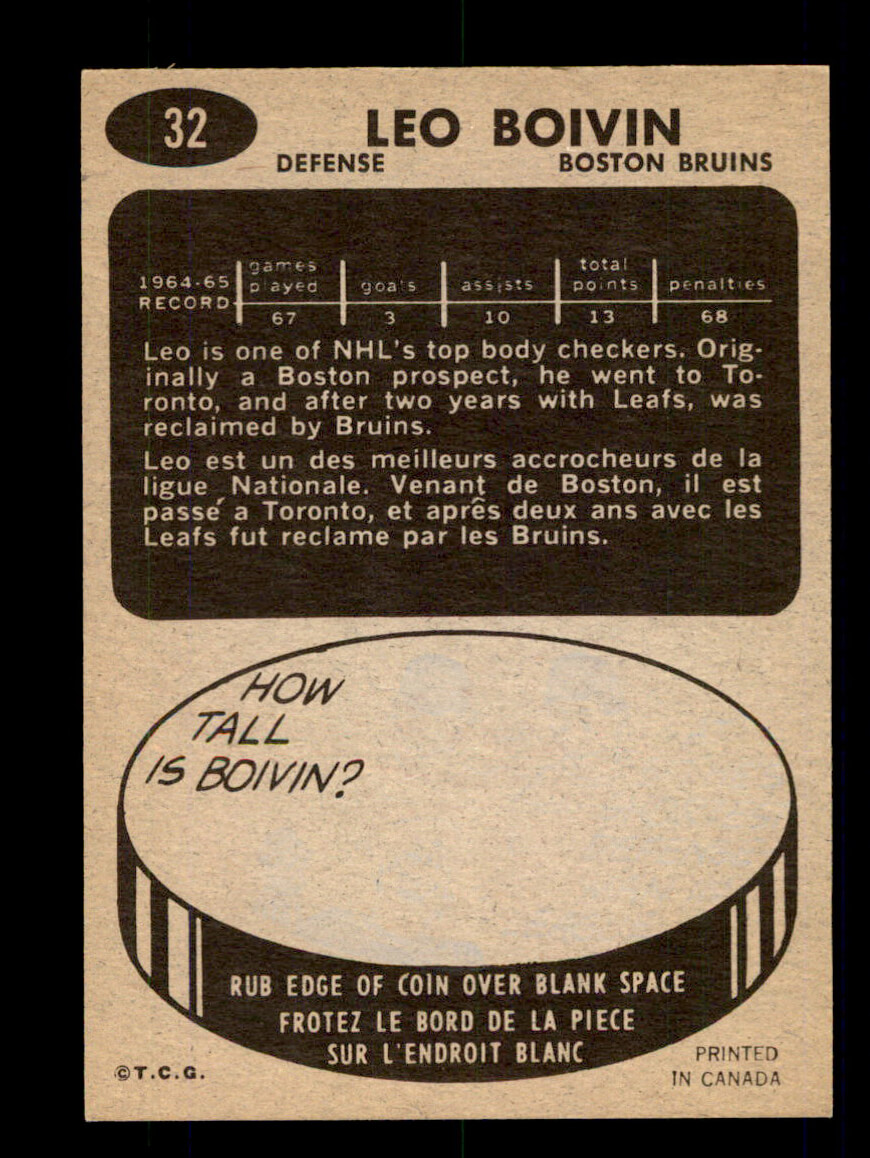 32
LEO BOIVIN
DEFENSE BOSTON BRUINS
1964-65 RECORD
games played goals assists total points penalties
67 3 10 13 68
Leo is one of NHL's top body checkers. Orig-
inally a Boston prospect, he went to To-
ronto, and after two years with Leafs, was
reclaimed by Bruins.
Leo est un des meilleurs accrocheurs de la
ligue Nationale. Venant de Boston, il est
passé a Toronto, et aprês deux ans avec les
Leafs fut reclame par les Bruins.
HOW
TALL
IS BOIVIN?
RUB EDGE OF COIN OVER BLANK SPACE
FROTEZ LE BORD DE LA PIECE
SUR L'ENDROIT BLANC
©T.C.G.
PRINTED
IN CANADA